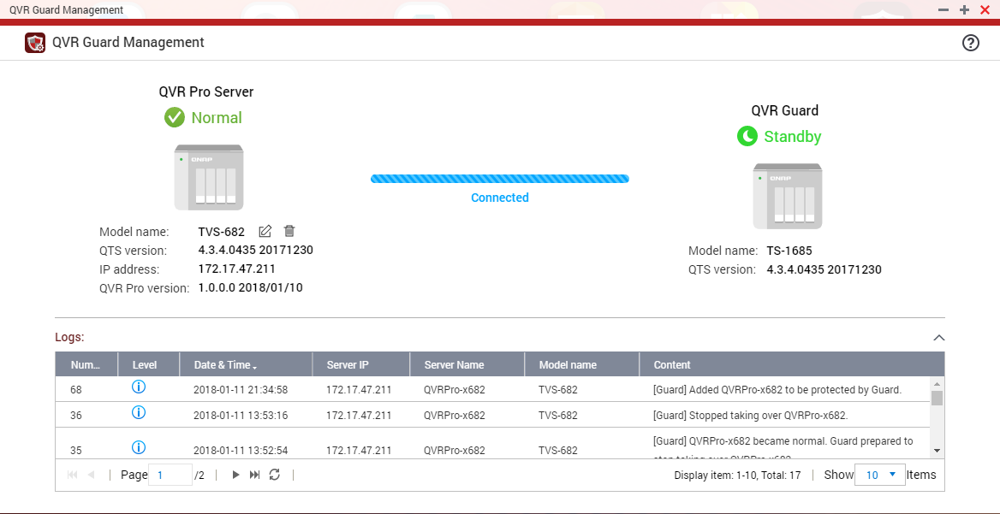 QVR Guard Management
QVR Guard Management
QVR Pro Server
Normal
QNAP
Model name: TVS-682
QTS version: 4.3.4.0435 20171230
IP address: 172.17.47.211
QVR Pro version: 1.0.0.0 2018/01/10
Connected
QVR Guard
Standby
QNAP
Model name: TS-1685
QTS version: 4.3.4.0435 20171230
Logs:
Num... Level Date & Time Server IP Server Name Model name Content
68 2018-01-11 21:34:58 172.17.47.211 QVRPro-x682 TVS-682 [Guard] Added QVRPro-x682 to be protected by Guard.
36 2018-01-11 13:53:16 172.17.47.211 QVRPro-x682 TVS-682 [Guard] Stopped taking over QVRPro-x682.
35 2018-01-11 13:52:54 172.17.47.211 QVRPro-x682 TVS-682 [Guard] QVRPro-x682 became normal. Guard prepared to
stop taking over QVRPro-x682.
Page 1 /2 Display item: 1-10, Total: 17 Show 10 Items